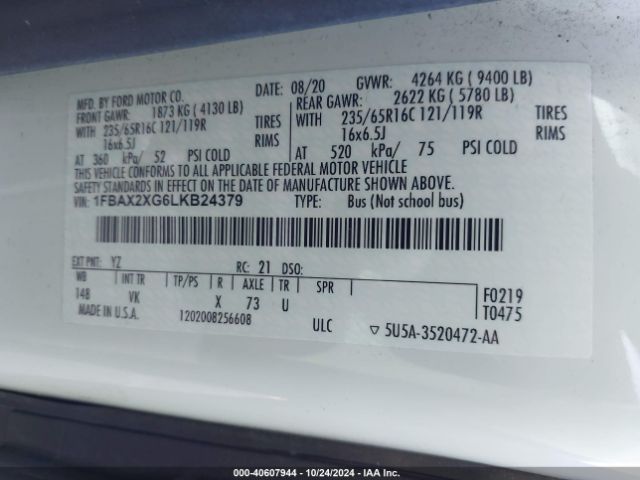 MFD. BY FORD MOTOR CO.
DATE: 08/20 GVWR: 4264 KG ( 9400 LB)
FRONT GAWR: 1873 KG ( 4130 LB)
REAR GAWR: 2622 KG ( 5780 LB)
WITH 235/65R16C 121/119R TIRES
WITH 235/65R16C 121/119R TIRES
16x6.5J RIMS
16x6.5J RIMS
AT 360 kPa/ 52 PSI COLD
AT 520 kPa/ 75 PSI COLD
THIS VEHICLE CONFORMS TO ALL APPLICABLE FEDERAL MOTOR VEHICLE
SAFETY STANDARDS IN EFFECT ON THE DATE OF MANUFACTURE SHOWN ABOVE.
VIN: 1FBAX2XG6LKB24379 TYPE: Bus (Not school bus)
EXT PNT: YZ RC: 21 DSO:
WB INT TR TP/PS R AXLE TR SPR
148 VK X 73 U
F0219
T0475
MADE IN U.S.A. 1202008256608 ULC ▽ 5U5A-3520472-AA
000-40607944 - 10/24/2024 - IAA Inc.